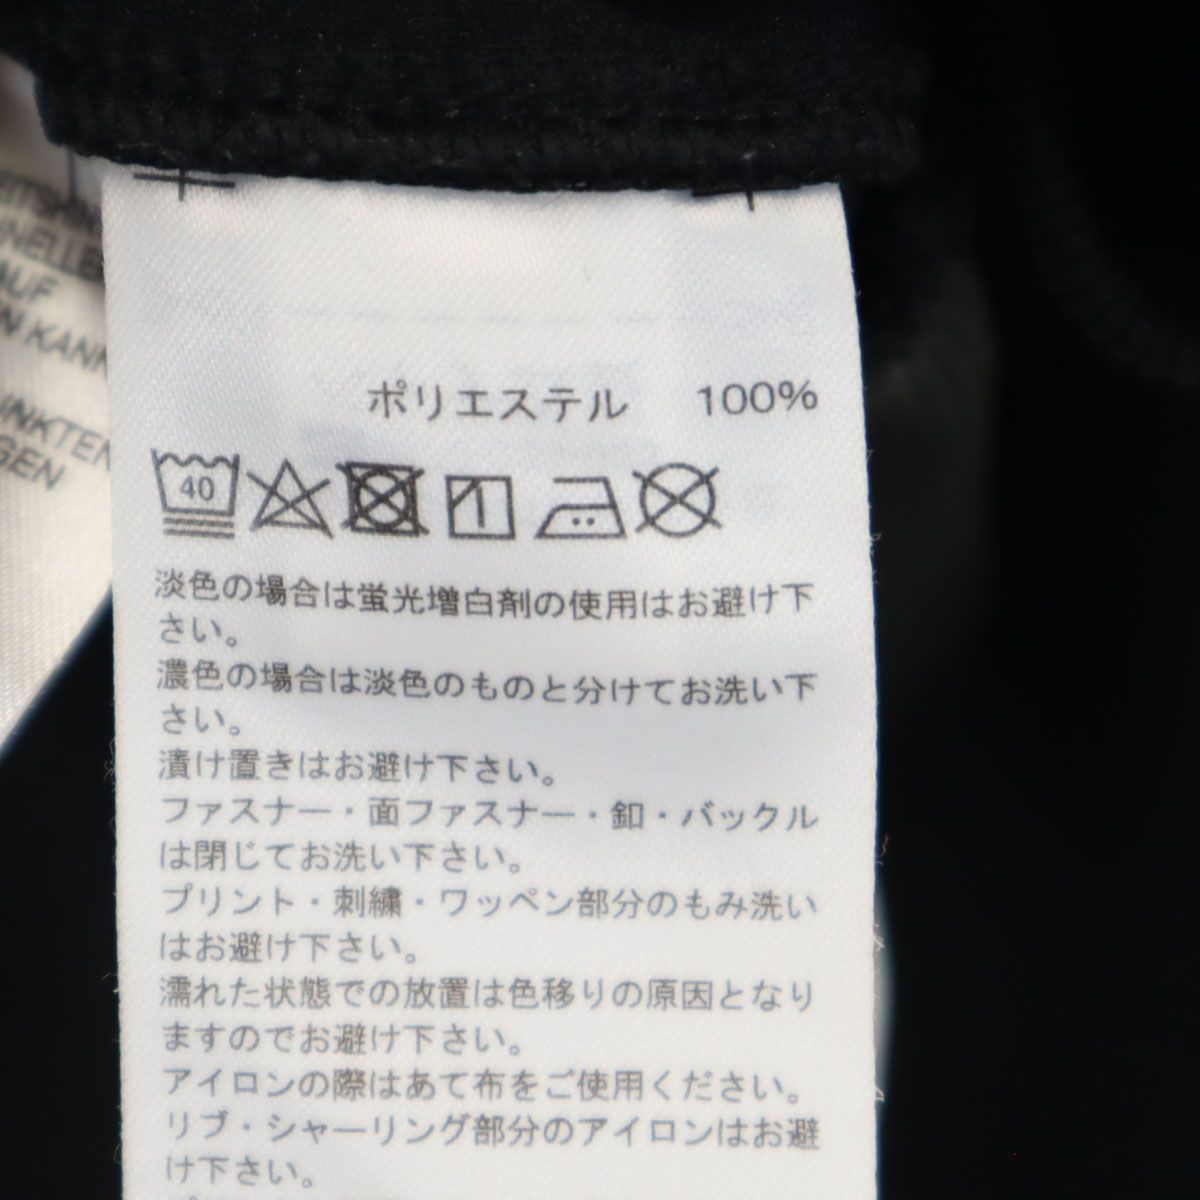 AUF
GEN
ポリエステル 100%
40
淡色の場合は蛍光増白剤の使用はお避け下
さい。
濃色の場合は淡色のものと分けてお洗い下
さい。
漬け置きはお避け下さい。
ファスナー・面ファスナー・釦・バックル
は閉じてお洗い下さい。
プリント・刺繍・ワッペン部分のもみ洗い
はお避け下さい。
濡れた状態での放置は色移りの原因となり
ますのでお避け下さい。
アイロンの際はあて布をご使用ください。
リブ・シャーリング部分のアイロンはお避
け下さい。